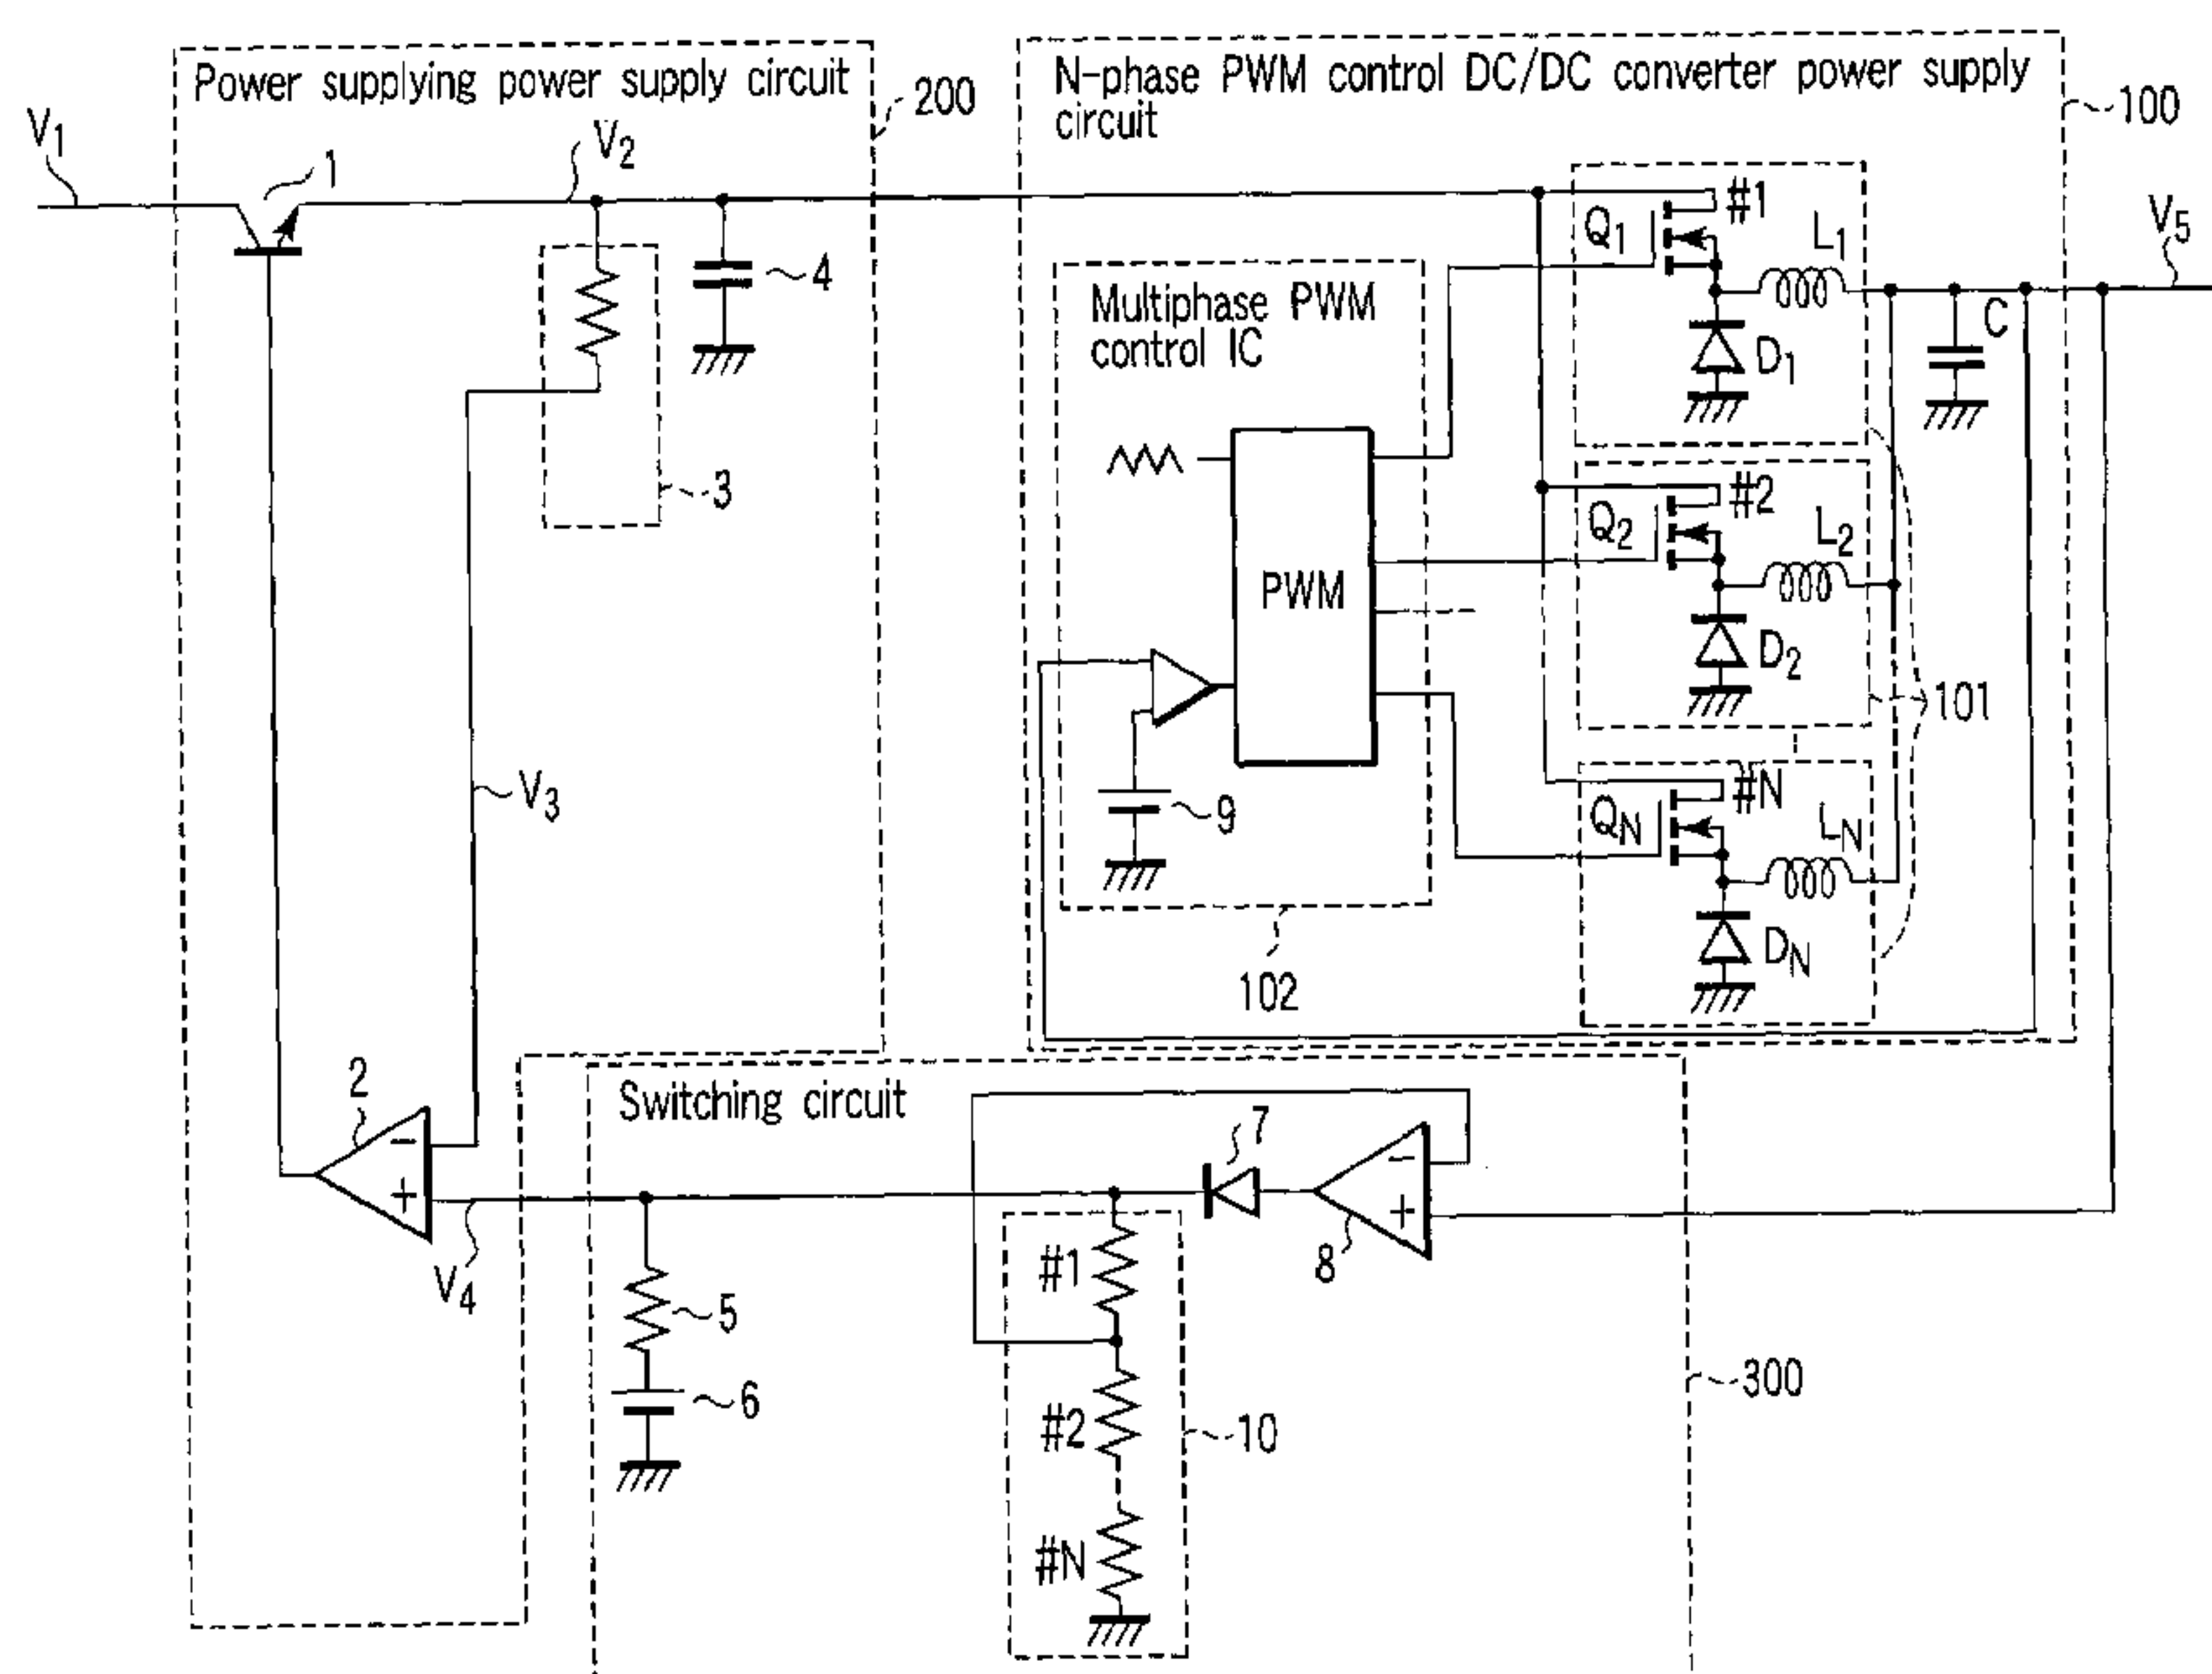 Power supplying power supply circuit
200
N-phase PWM control DC/DC converter power supply
circuit
100
V1
1
V2
4
3
V3
Multiphase PWM
control IC
PWM
9
102
Q1
#1
L1
D1
C
V5
Q2
#2
L2
D2
101
QN
#N
LN
DN
2
-
+
V4
Switching circuit
7
-
+
8
5
6
#1
#2
#N
10
300